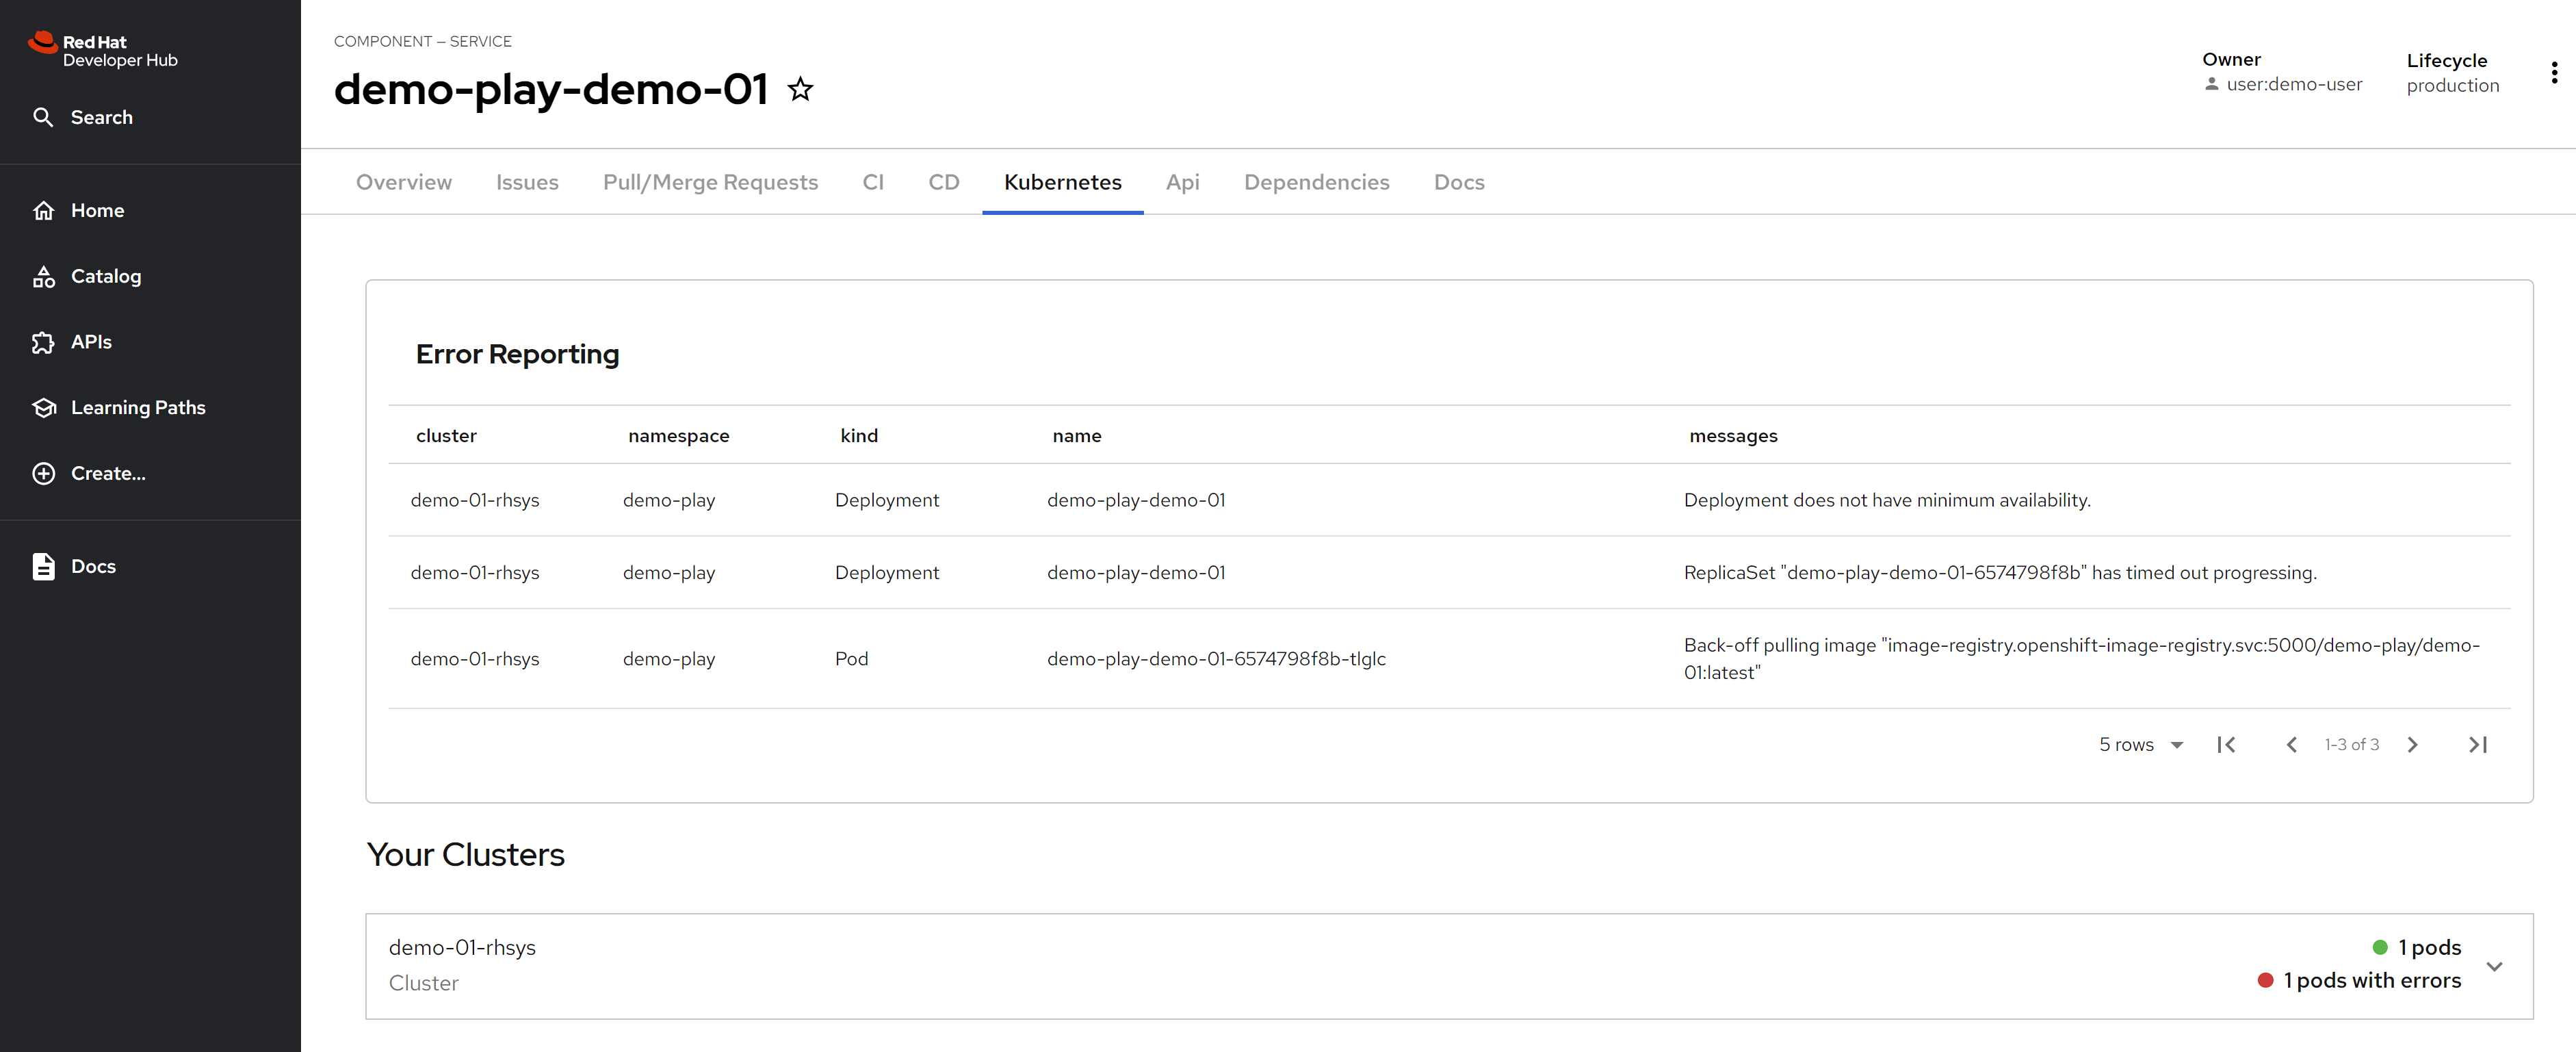 Red Hat
Developer Hub
Search
Home
Catalog
APIs
Learning Paths
Create...
Docs
COMPONENT — SERVICE
demo-play-demo-01
Owner
user:demo-user
Lifecycle
production
Overview Issues Pull/Merge Requests CI CD Kubernetes Api Dependencies Docs
Error Reporting
cluster namespace kind name messages
demo-01-rhsys demo-play Deployment demo-play-demo-01 Deployment does not have minimum availability.
demo-01-rhsys demo-play Deployment demo-play-demo-01 ReplicaSet "demo-play-demo-01-6574798f8b" has timed out progressing.
demo-01-rhsys demo-play Pod demo-play-demo-01-6574798f8b-tlglc Back-off pulling image "image-registry.openshift-image-registry.svc:5000/demo-play/demo-
01:latest"
5 rows 1-3 of 3
Your Clusters
demo-01-rhsys
Cluster
1 pods
1 pods with errors